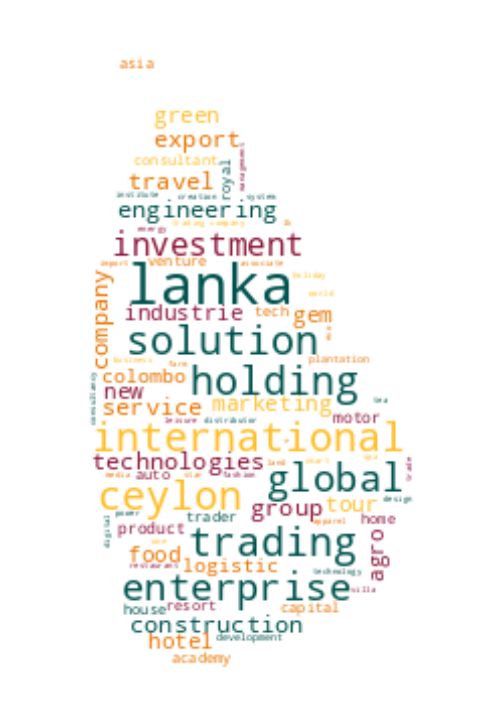 asia
green
export
consultant
travel
royal
management
institute creation system
engineering
trading company
energy
investment
import venture associate
lanka
holiday
world
company
industrie tech gem
solution
business
plantation
farm
colombo holding
consultancy
new
tea
service marketing
leisure distributor motor
international
technologies land smart spa trade
media auto star fashion
global
ceylon
design
group tour
power trader apparel home
digital
product
trading
agro
food
restaurant logistic technology
enterprise
villa
house resort capital
construction
hotel development
academy